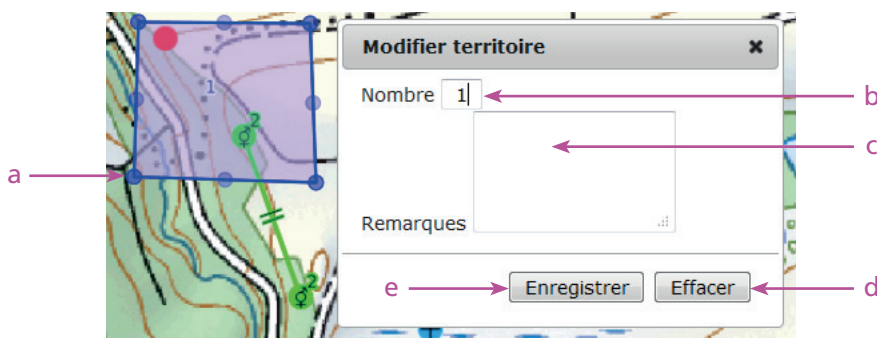 Modifier territoire ×
Nombre 1 b
1
2
c
a
Remarques
2
e Enregistrer Effacer d